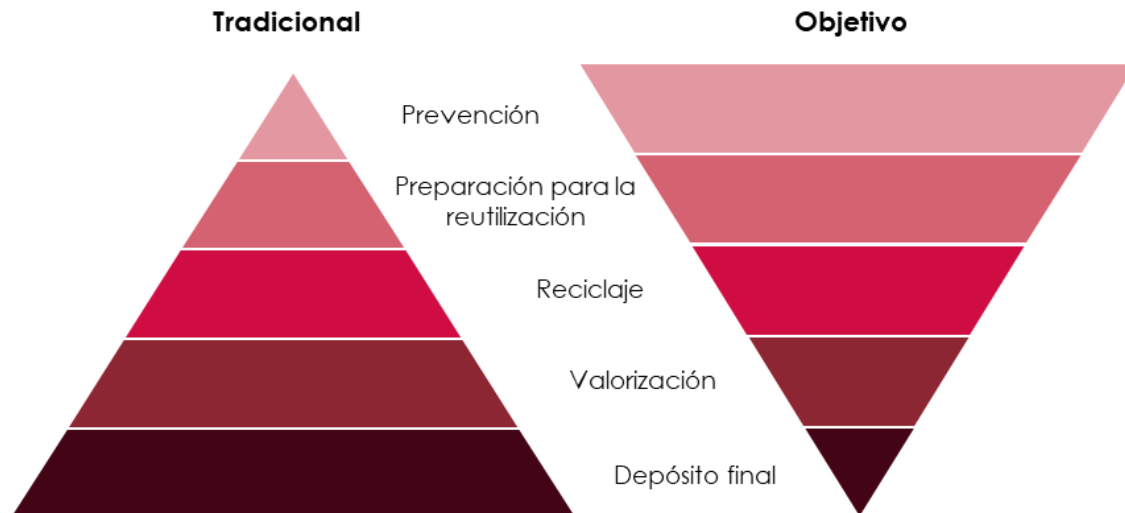 Tradicional
Objetivo
Prevención
Preparación para la
reutilización
Reciclaje
Valorización
Depósito final